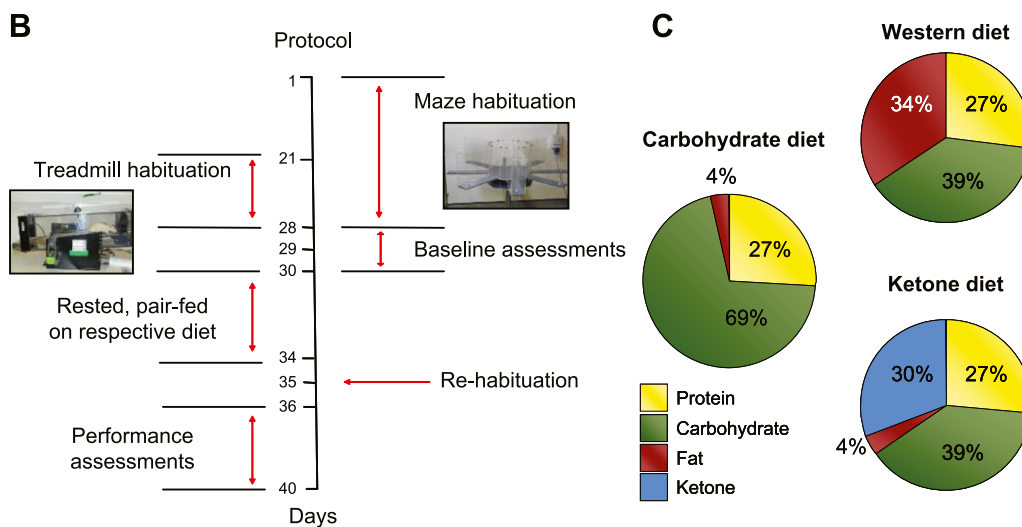 B
Protocol
1
Maze habituation
21
Treadmill habituation
28
29
Baseline assessments
30
Rested, pair-fed
on respective diet
34
35
Re-habituation
36
Performance
assessments
40
Days
C
Western diet
34%
27%
39%
Carbohydrate diet
4%
27%
69%
Ketone diet
30%
27%
4%
39%
Protein
Carbohydrate
Fat
Ketone